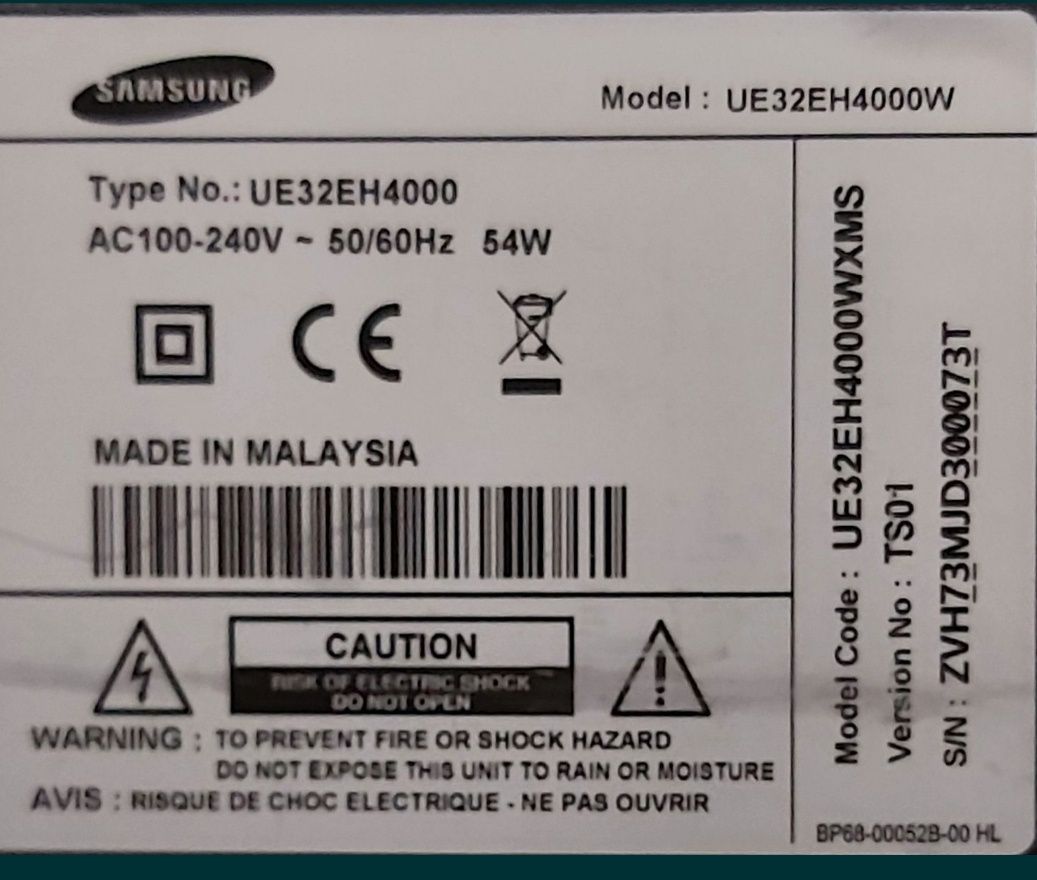 SAMSUNG
Model : UE32EH4000W
Type No.: UE32EH4000
AC100-240V ~ 50/60Hz 54W
CE
MADE IN MALAYSIA
CAUTION
RISK OF ELECTRIC SHOCK
DO NOT OPEN
WARNING : TO PREVENT FIRE OR SHOCK HAZARD
DO NOT EXPOSE THIS UNIT TO RAIN OR MOISTURE
AVIS : RISQUE DE CHOC ELECTRIQUE - NE PAS OUVRIR
Model Code : UE32EH4000WXMS
Version No : TS01
S/N : ZVH73MJD300073T
BP68-00052B-00 HL